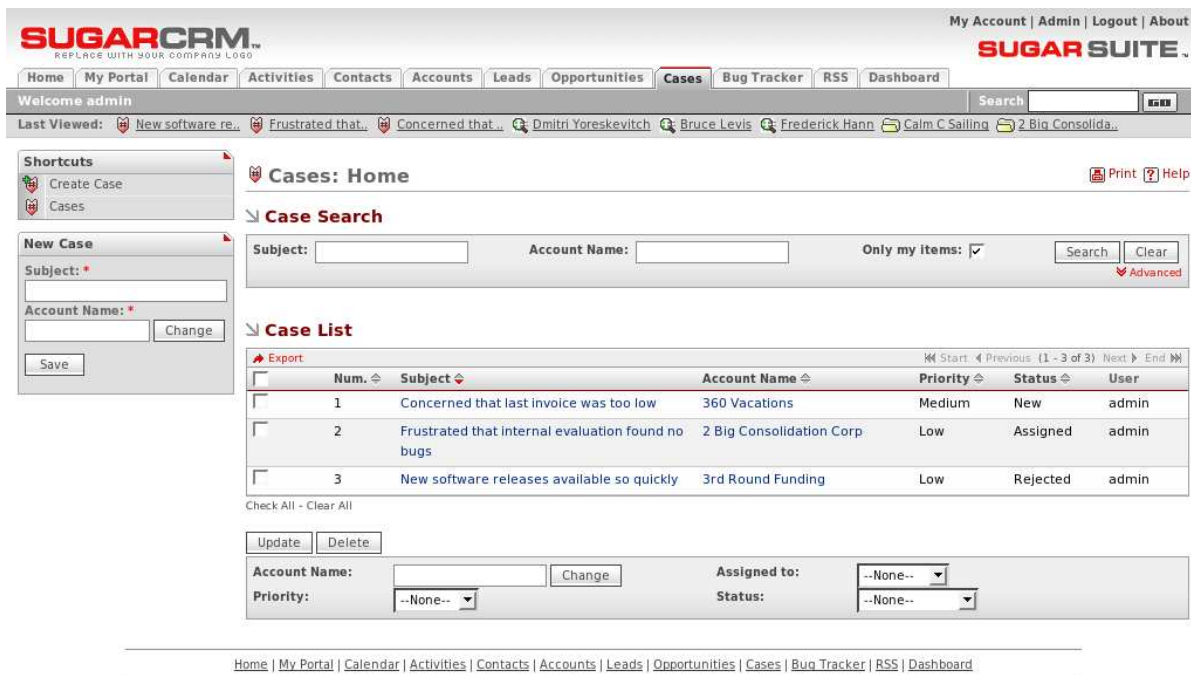 My Account | Admin | Logout | About
SUGARCRM™
REPLACE WITH YOUR COMPANY LOGO
SUGAR SUITE
Home My Portal Calendar Activities Contacts Accounts Leads Opportunities Cases Bug Tracker RSS Dashboard
Welcome admin Search GO
Last Viewed: New software re.. Frustrated that.. Concerned that .. Dmitri Yoreskevitch Bruce Levis Frederick Hann Calm C Sailing 2 Big Consolida..
Shortcuts
Create Case
Cases
New Case
Subject: *
Account Name: *
Change
Save
Cases: Home
Print ? Help
Case Search
Subject: Account Name: Only my items: Search Clear
Advanced
Case List
Export Start Previous (1 - 3 of 3) Next End
Num. Subject Account Name Priority Status User
1 Concerned that last invoice was too low 360 Vacations Medium New admin
2 Frustrated that internal evaluation found no bugs 2 Big Consolidation Corp Low Assigned admin
3 New software releases available so quickly 3rd Round Funding Low Rejected admin
Check All - Clear All
Update Delete
Account Name: Change Assigned to: --None--
Priority: --None-- Status: --None--
Home | My Portal | Calendar | Activities | Contacts | Accounts | Leads | Opportunities | Cases | Bug Tracker | RSS | Dashboard